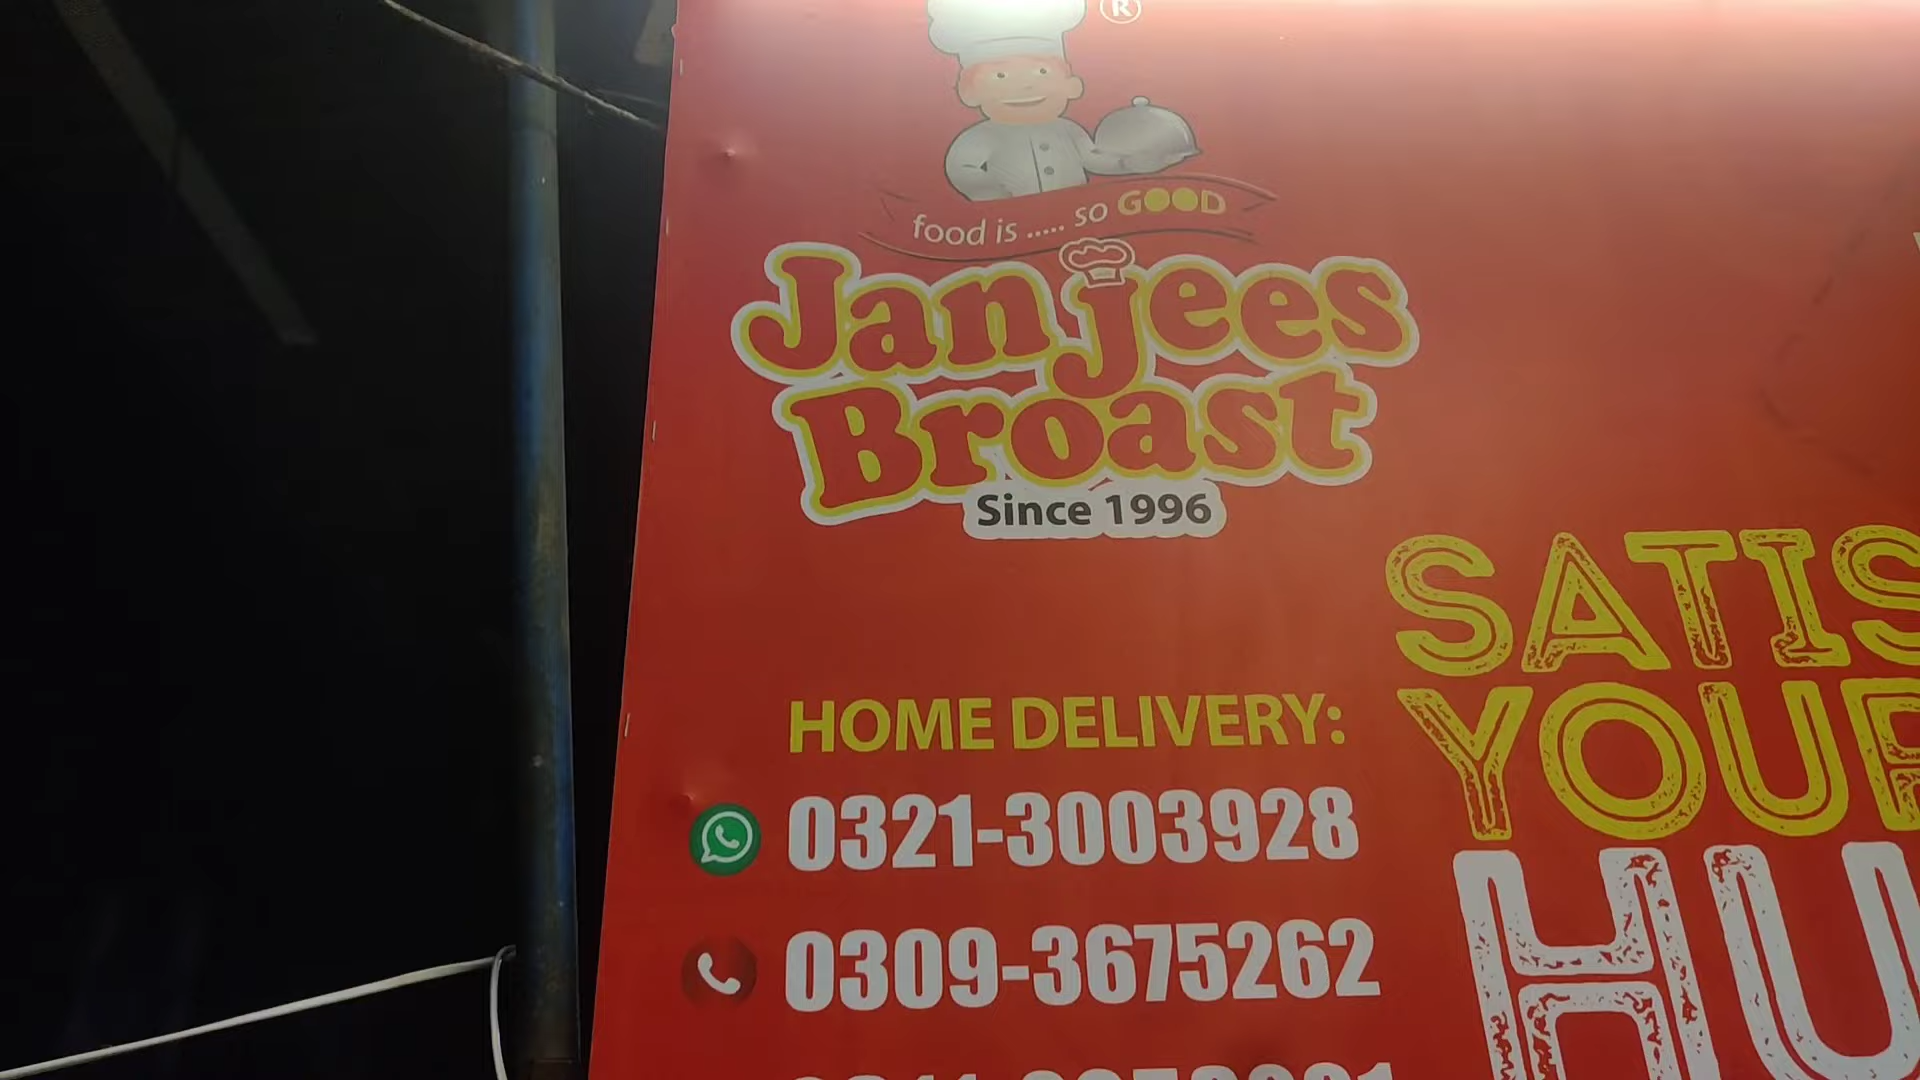 ®
food is ..... so GOOD
Janjees
Broast
Since 1996
HOME DELIVERY:
0321-3003928
0309-3675262
SATIS
YOUR
HU